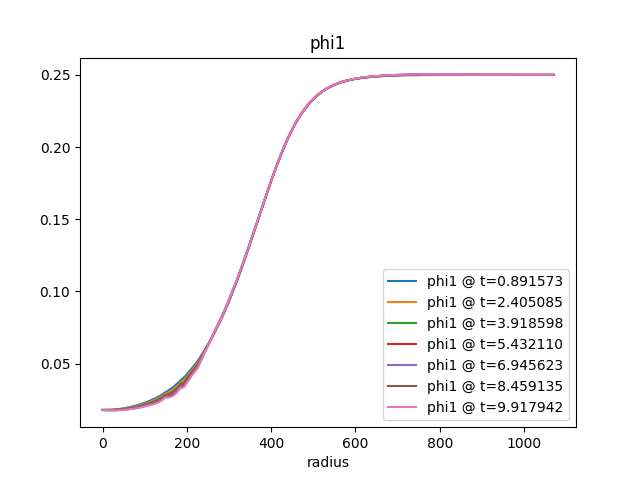 phi1
0.25
0.20
0.15
0.10
0.05
phi1 @ t=0.891573
phi1 @ t=2.405085
phi1 @ t=3.918598
phi1 @ t=5.432110
phi1 @ t=6.945623
phi1 @ t=8.459135
phi1 @ t=9.917942
0 200 400 600 800 1000
radius